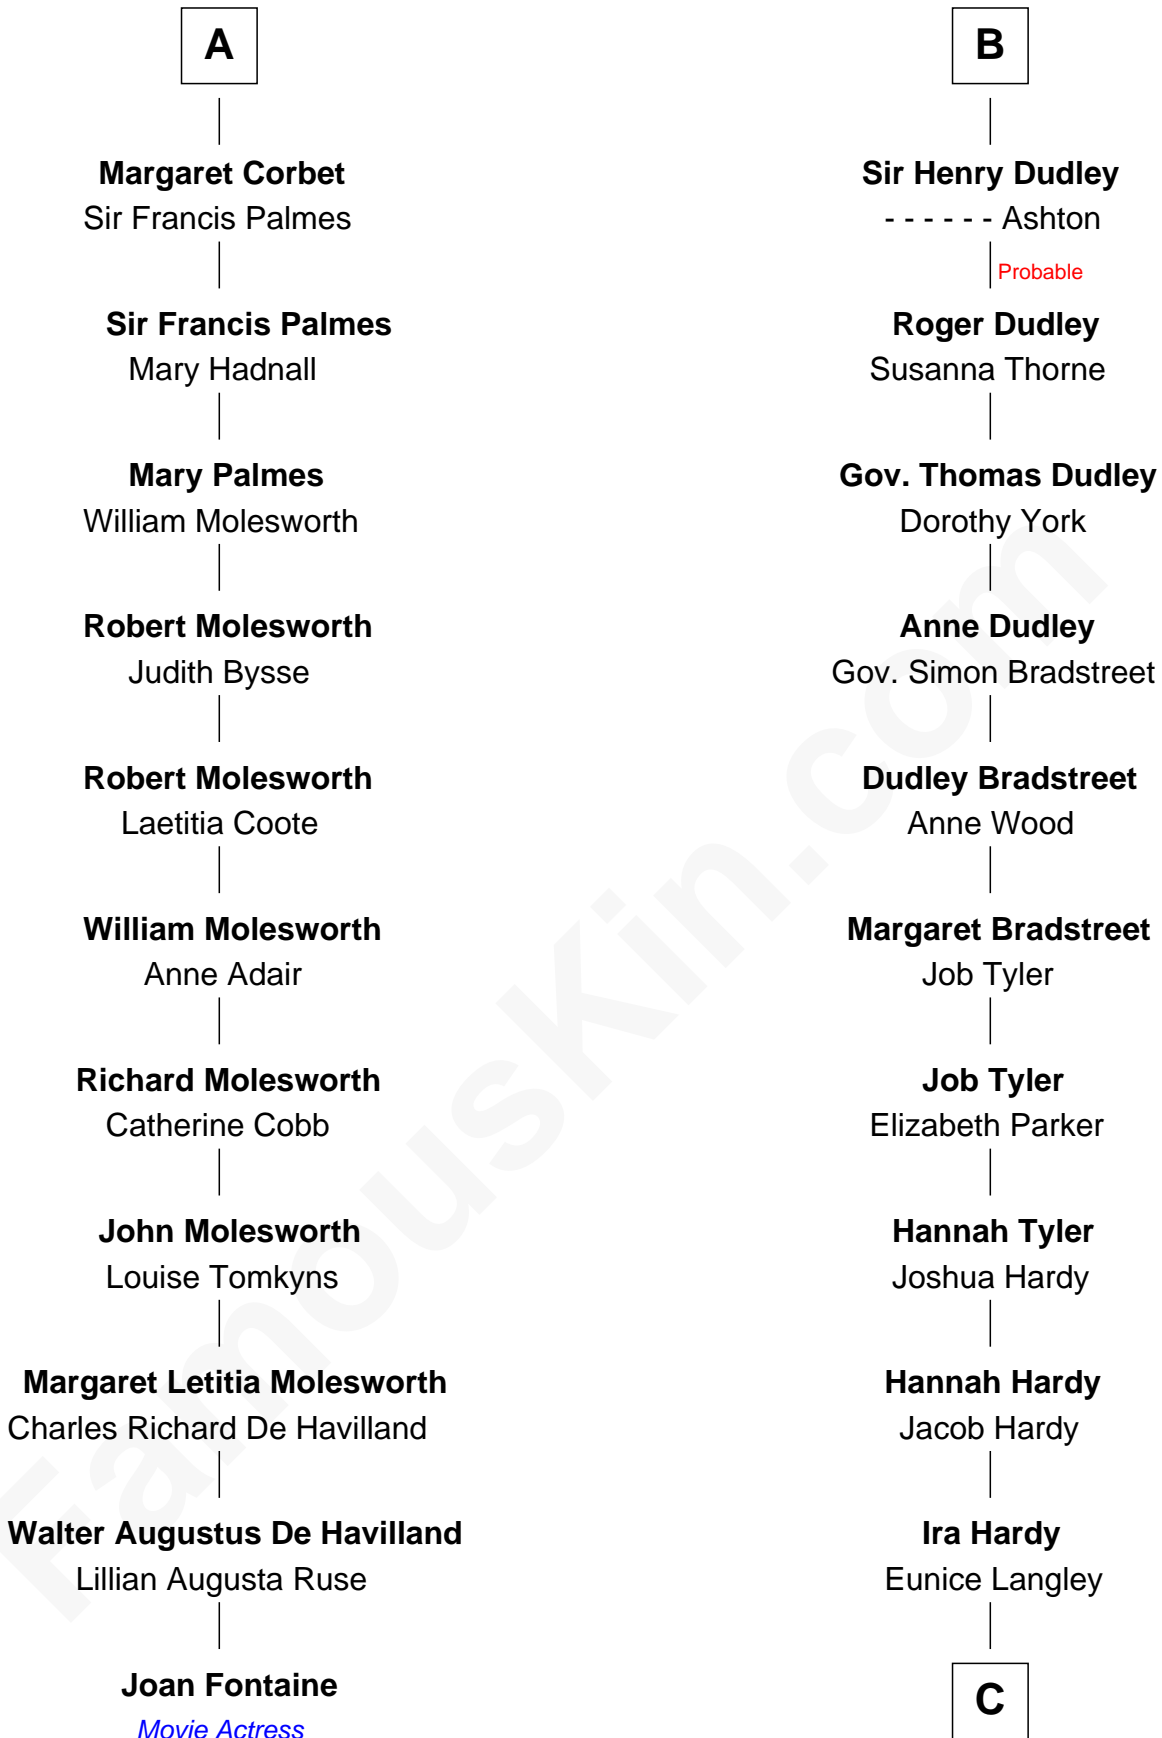 A
Margaret Corbet
Sir Francis Palmes
Sir Francis Palmes
Mary Hadnall
Mary Palmes
William Molesworth
Robert Molesworth
Judith Bysse
Robert Molesworth
Laetitia Coote
William Molesworth
Anne Adair
Richard Molesworth
Catherine Cobb
John Molesworth
Louise Tomkyns
Margaret Letitia Molesworth
Charles Richard De Havilland
Walter Augustus De Havilland
Lillian Augusta Ruse
Joan Fontaine
Movie Actress
B
Sir Henry Dudley
- - - - - - Ashton
Probable
Roger Dudley
Susanna Thorne
Gov. Thomas Dudley
Dorothy York
Anne Dudley
Gov. Simon Bradstreet
Dudley Bradstreet
Anne Wood
Margaret Bradstreet
Job Tyler
Job Tyler
Elizabeth Parker
Hannah Tyler
Joshua Hardy
Hannah Hardy
Jacob Hardy
Ira Hardy
Eunice Langley
C
FamousKin.com